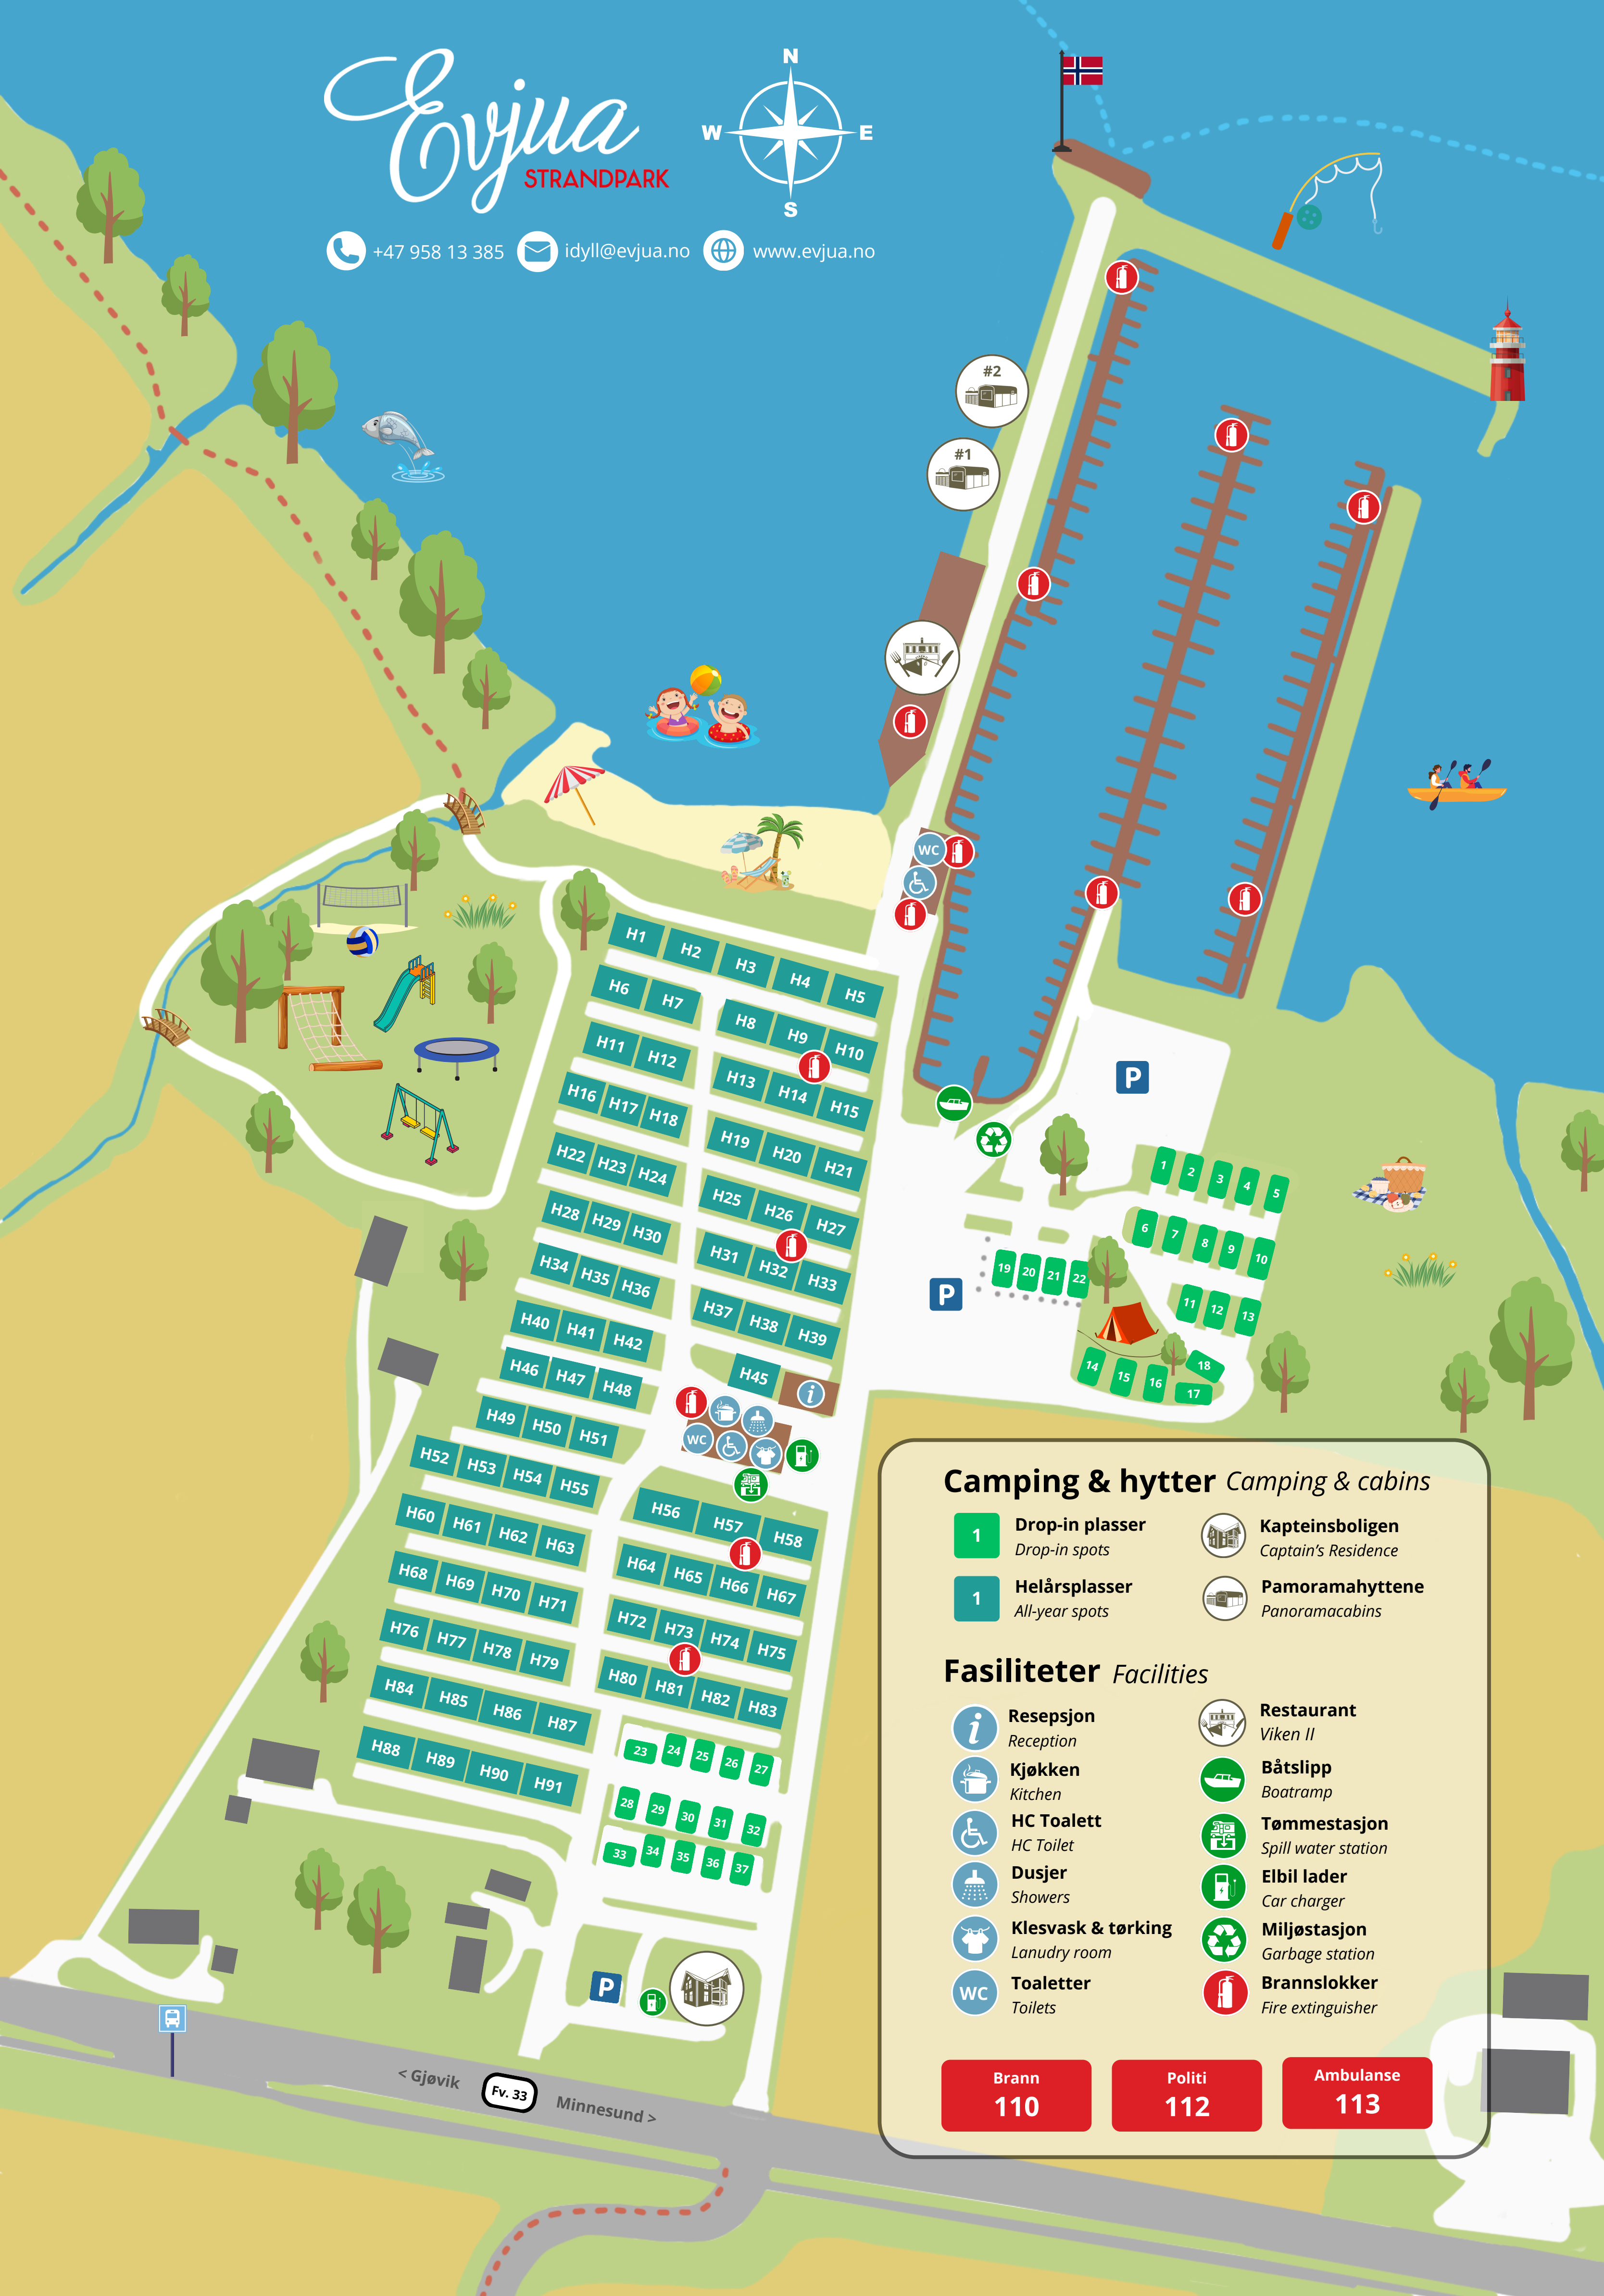 Evjua
STRANDPARK
N
W E
S
+47 958 13 385 idyll@evjua.no www.evjua.no
#2
#1
WC
H1 H2 H3 H4 H5
H6 H7 H8 H9 H10
H11 H12 H13 H14 H15
H16 H17 H18 H19 H20 H21
H22 H23 H24 H25 H26 H27
H28 H29 H30 H31 H32 H33
H34 H35 H36 H37 H38 H39
H40 H41 H42 H45
H46 H47 H48
H49 H50 H51
H52 H53 H54 H55 H56 H57 H58
H60 H61 H62 H63 H64 H65 H66 H67
H68 H69 H70 H71 H72 H73 H74 H75
H76 H77 H78 H79 H80 H81 H82 H83
H84 H85 H86 H87
H88 H89 H90 H91
i
WC
P
1 2 3 4 5
6 7 8 9 10
P
19 20 21 22
11 12 13
14 15 16 17 18
23 24 25 26 27
28 29 30 31 32
33 34 35 36 37
P
< Gjøvik Fv. 33 Minnesund >
Camping & hytter Camping & cabins
1 Drop-in plasser
Drop-in spots
Kapteinsboligen
Captain's Residence
1 Helårsplasser
All-year spots
Pamoramahyttene
Panoramacabins
Fasiliteter Facilities
i Resepsjon
Reception
Restaurant
Viken II
Kjøkken
Kitchen
Båtslipp
Boatramp
HC Toalett
HC Toilet
Tømmestasjon
Spill water station
Dusjer
Showers
Elbil lader
Car charger
Klesvask & tørking
Lanudry room
Miljøstasjon
Garbage station
WC Toaletter
Toilets
Brannslokker
Fire extinguisher
Brann
110
Politi
112
Ambulanse
113